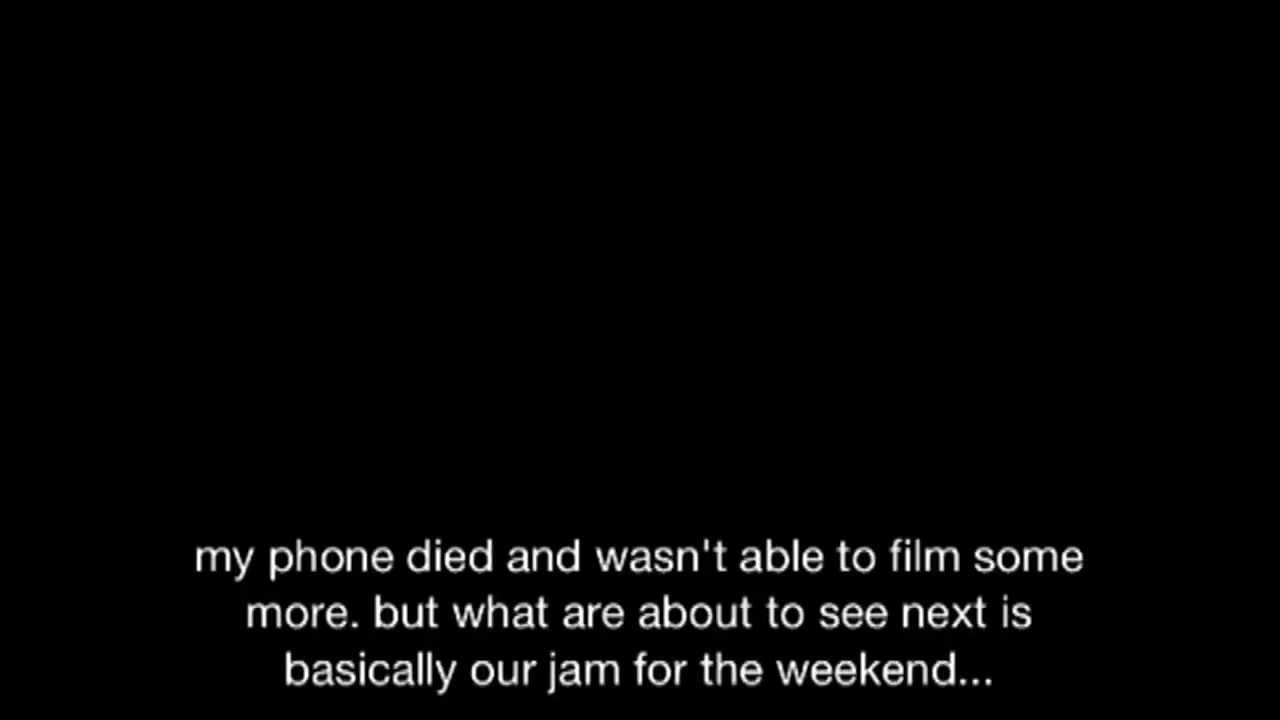 my phone died and wasn't able to film some
more. but what are about to see next is
basically our jam for the weekend...